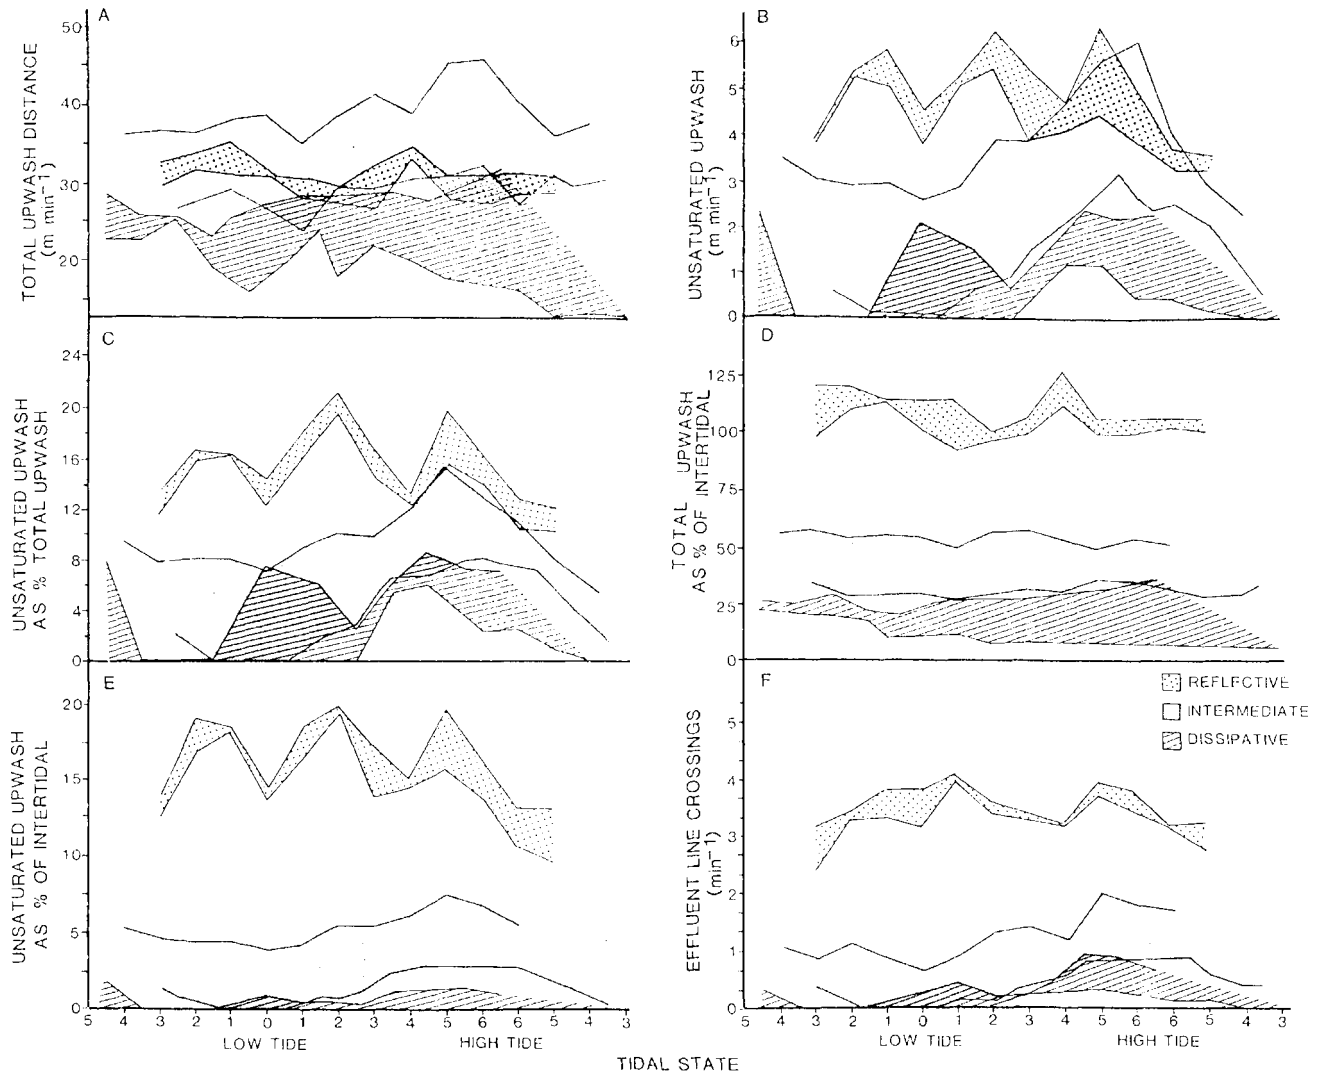 A
50
40
30
20
TOTAL UPWASH DISTANCE
(m min⁻¹)
B
6
5
4
3
2
1
0
UNSATURATED UPWASH
(m min⁻¹)
C
24
20
16
12
8
4
0
UNSATURATED UPWASH
AS % TOTAL UPWASH
D
125
100
75
50
25
0
TOTAL UPWASH
AS % OF INTERTIDAL
E
20
15
10
5
0
UNSATURATED UPWASH
AS % OF INTERTIDAL
5 4 3 2 1 0 1 2 3 4 5 6 5 4 3
LOW TIDE HIGH TIDE
F
REFLECTIVE
INTERMEDIATE
DISSIPATIVE
5
4
3
2
1
0
EFFLUENT LINE CROSSINGS
(min⁻¹)
5 4 3 2 1 0 1 2 3 4 5 6 5 4 3
LOW TIDE HIGH TIDE
TIDAL STATE